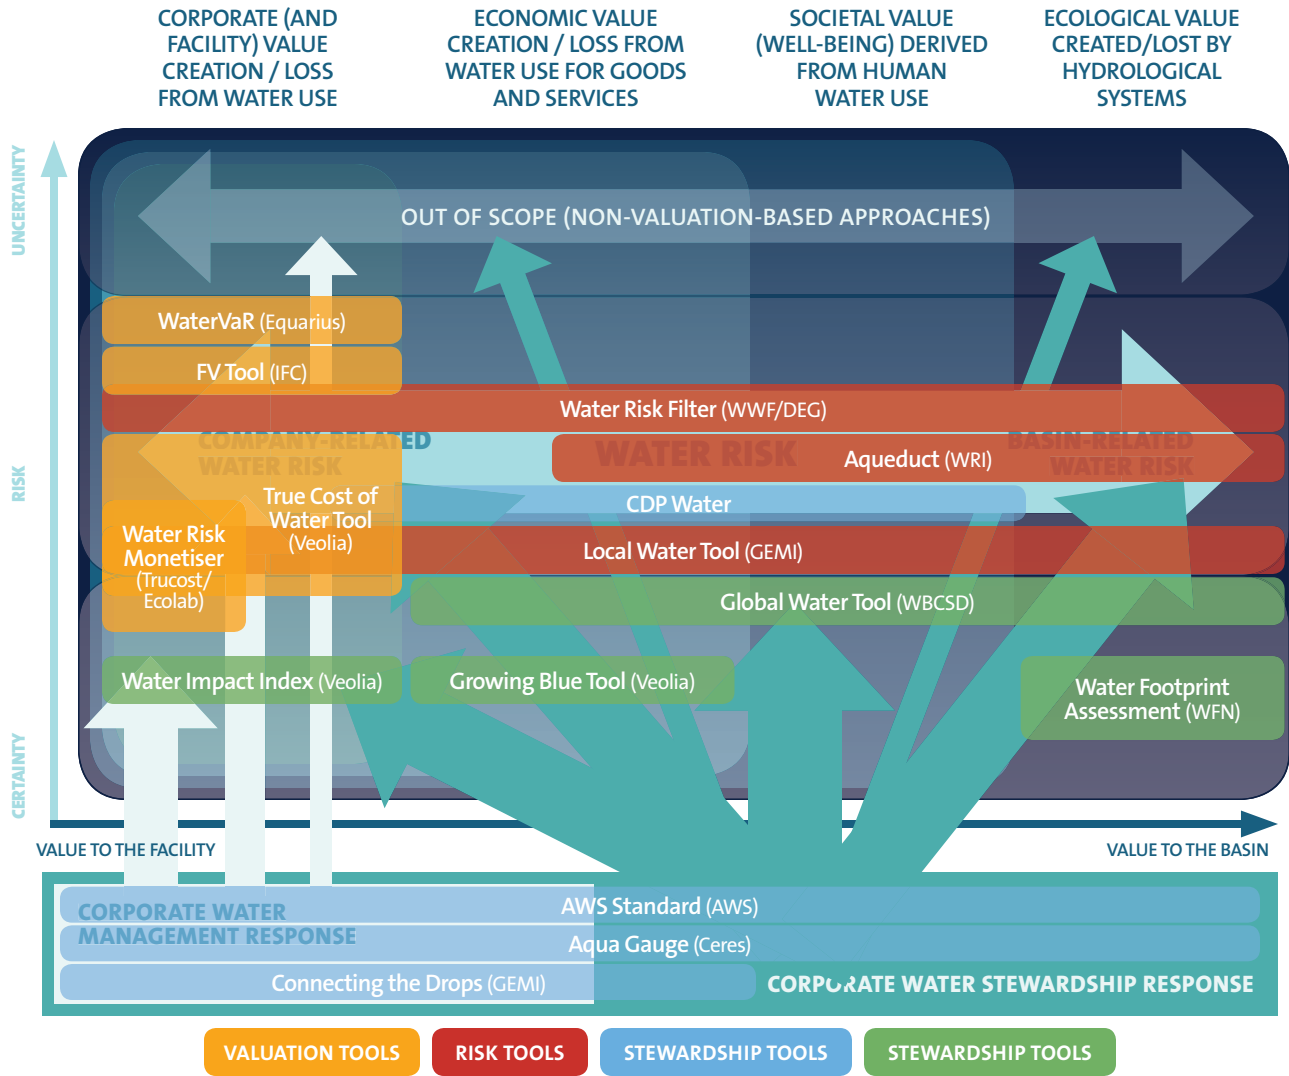 CORPORATE (AND
FACILITY) VALUE
CREATION / LOSS
FROM WATER USE
ECONOMIC VALUE
CREATION / LOSS FROM
WATER USE FOR GOODS
AND SERVICES
SOCIETAL VALUE
(WELL-BEING) DERIVED
FROM HUMAN
WATER USE
ECOLOGICAL VALUE
CREATED/LOST BY
HYDROLOGICAL
SYSTEMS
UNCERTAINTY
RISK
CERTAINTY
OUT OF SCOPE (NON-VALUATION-BASED APPROACHES)
WaterVaR (Equarius)
FV Tool (IFC)
Water Risk Filter (WWF/DEG)
COMPANY-RELATED
WATER RISK
WATER RISK
BASIN-RELATED
WATER RISK
Aqueduct (WRI)
True Cost of
Water Tool
(Veolia)
CDP Water
Water Risk
Monetiser
(Trucost/
Ecolab)
Local Water Tool (GEMI)
Global Water Tool (WBCSD)
Water Impact Index (Veolia)
Growing Blue Tool (Veolia)
Water Footprint
Assessment (WFN)
VALUE TO THE FACILITY
VALUE TO THE BASIN
CORPORATE WATER
MANAGEMENT RESPONSE
AWS Standard (AWS)
Aqua Gauge (Ceres)
Connecting the Drops (GEMI)
CORPORATE WATER STEWARDSHIP RESPONSE
VALUATION TOOLS
RISK TOOLS
STEWARDSHIP TOOLS
STEWARDSHIP TOOLS